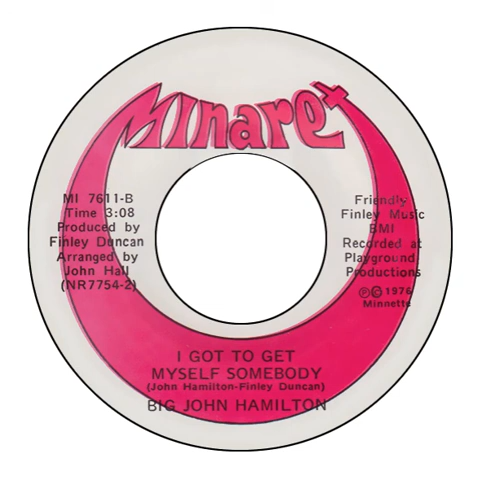 Minaret
MI 7611-B
Time 3:08
Produced by
Finley Duncan
Arranged by
John Hall
(NR7754-2)
Friendly
Finley Music
BMI
Recorded at
Playground
Productions
Ⓟ©1976
Minnette
I GOT TO GET
MYSELF SOMEBODY
(John Hamilton-Finley Duncan)
BIG JOHN HAMILTON